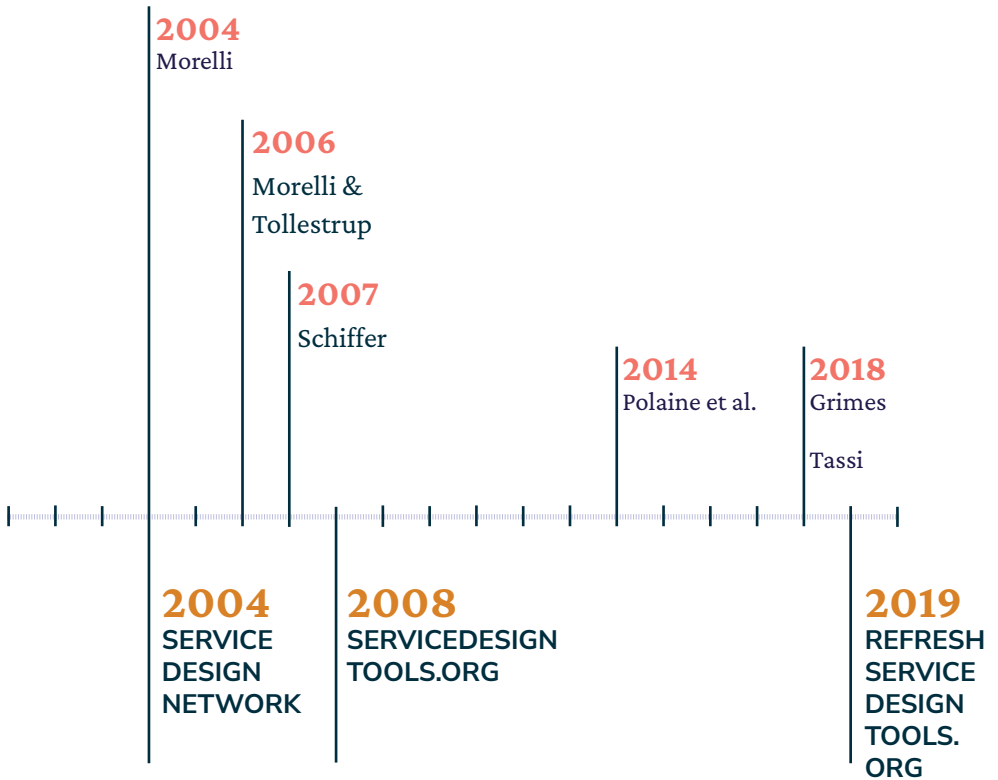 2004
Morelli
2006
Morelli &
Tollestrup
2007
Schiffer
2014
Polaine et al.
2018
Grimes
Tassi
2004
SERVICE
DESIGN
NETWORK
2008
SERVICEDESIGN
TOOLS.ORG
2019
REFRESH
SERVICE
DESIGN
TOOLS.
ORG